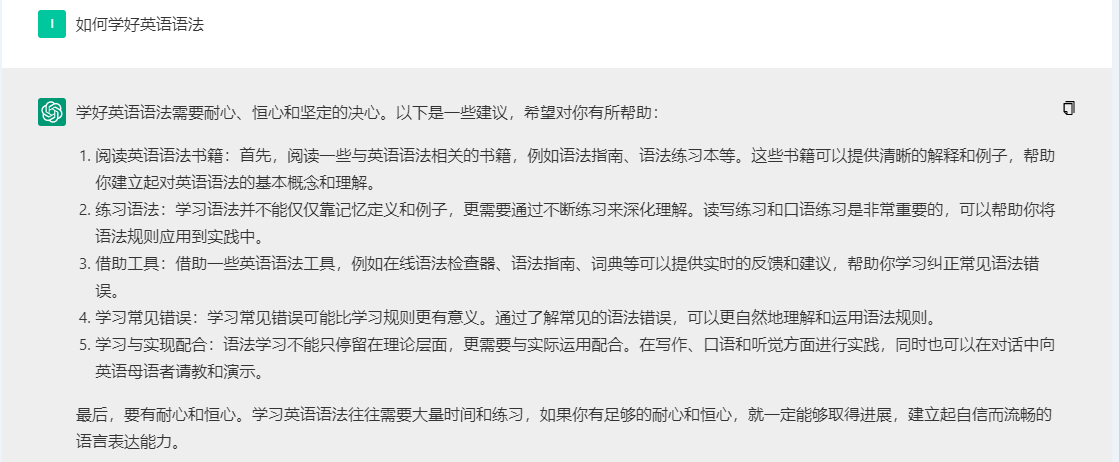 I
如何学好英语语法
学好英语语法需要耐心、恒心和坚定的决心。以下是一些建议，希望对你有所帮助：
1. 阅读英语语法书籍：首先，阅读一些与英语语法相关的书籍，例如语法指南、语法练习本等。这些书籍可以提供清晰的解释和例子，帮助
你建立起对英语语法的基本概念和理解。
2. 练习语法：学习语法并不能仅仅靠记忆定义和例子，更需要通过不断练习来深化理解。读写练习和口语练习是非常重要的，可以帮助你将
语法规则应用到实践中。
3. 借助工具：借助一些英语语法工具，例如在线语法检查器、语法指南、词典等可以提供实时的反馈和建议，帮助你学习纠正常见语法错
误。
4. 学习常见错误：学习常见错误可能比学习规则更有意义。通过了解常见的语法错误，可以更自然地理解和运用语法规则。
5. 学习与实现配合：语法学习不能只停留在理论层面，更需要与实际运用配合。在写作、口语和听觉方面进行实践，同时也可以在对话中向
英语母语者请教和演示。
最后，要有耐心和恒心。学习英语语法往往需要大量时间和练习，如果你有足够的耐心和恒心，就一定能够取得进展，建立起自信而流畅的
语言表达能力。